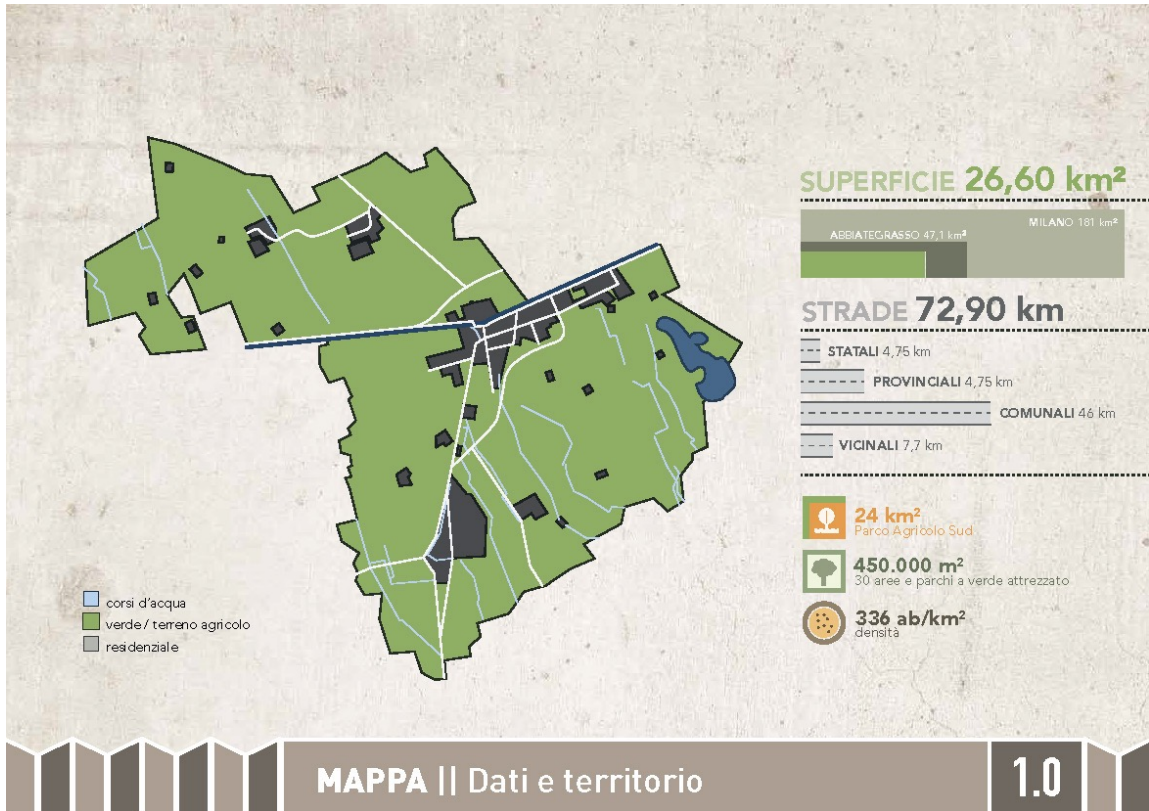 SUPERFICIE 26,60 km²
MILANO 181 km²
ABBIATEGRASSO 47,1 km²
STRADE 72,90 km
STATALI 4,75 km
PROVINCIALI 4,75 km
COMUNALI 46 km
VICINALI 7,7 km
24 km²
Parco Agricolo Sud
450.000 m²
30 aree e parchi a verde attrezzato
336 ab/km²
densità
corsi d'acqua
verde / terreno agricolo
residenziale
MAPPA || Dati e territorio
1.0